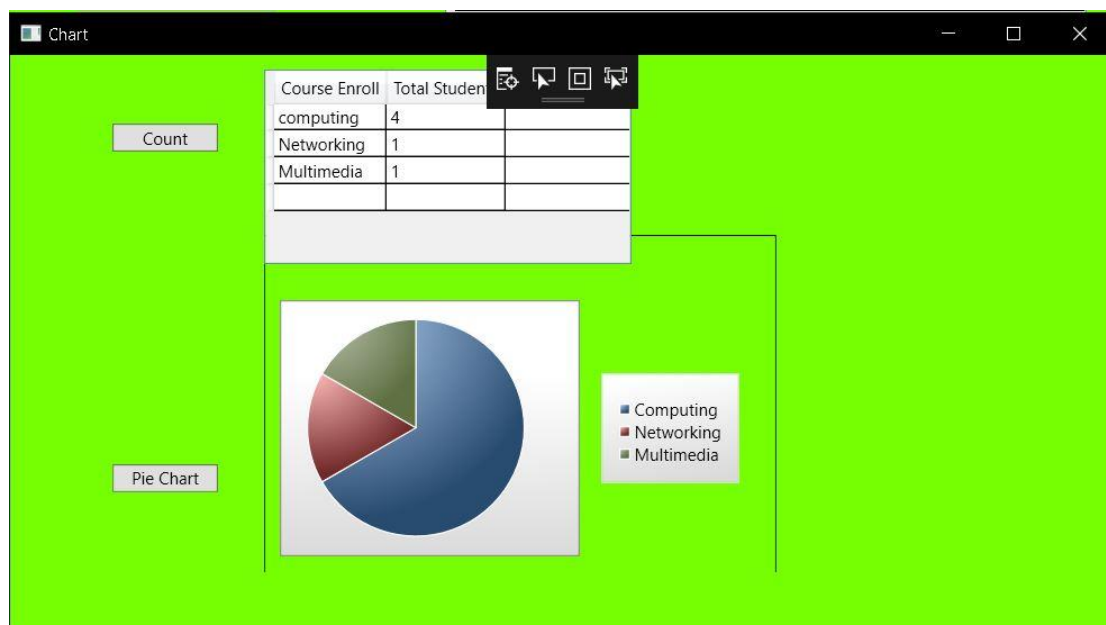 Chart
Course Enroll Total Studen
computing 4
Count
Networking 1
Multimedia 1
Computing
Networking
Multimedia
Pie Chart